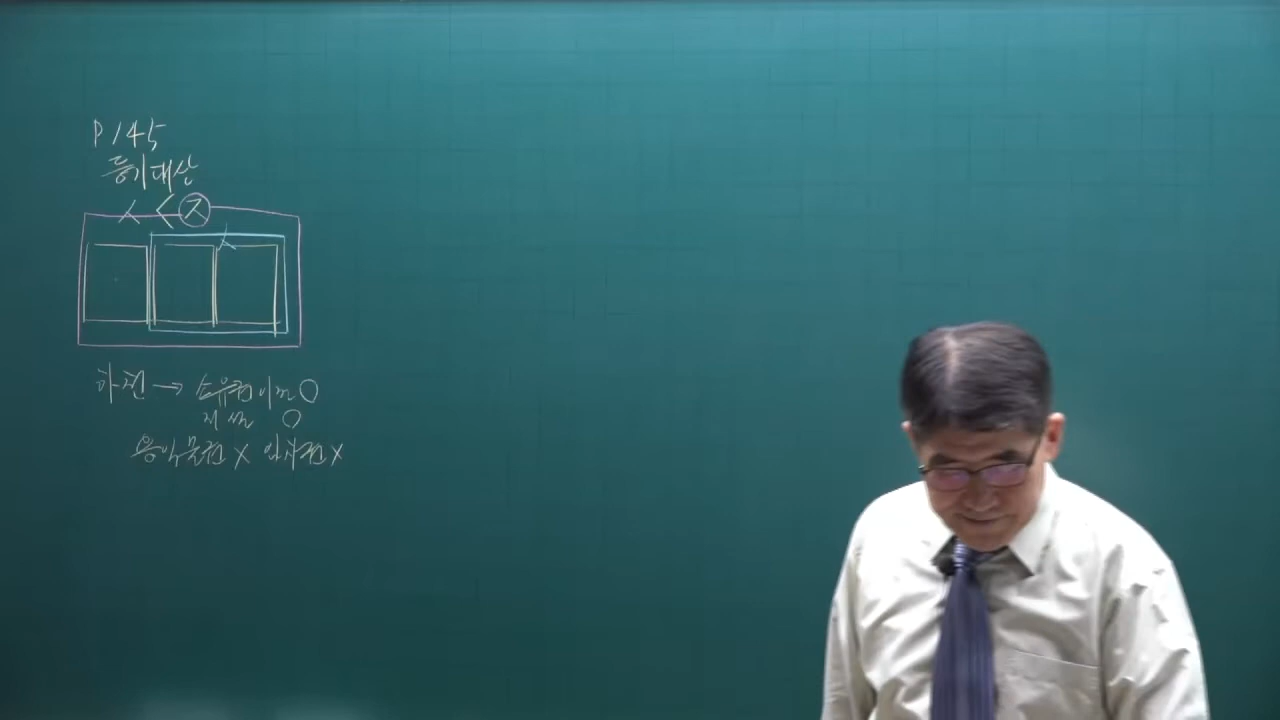 P 145
등기대상
ㅅ < ㅈ
ㅅ
하천 → 소유권이전 O
저당 O
용익물권 X 임차권 X